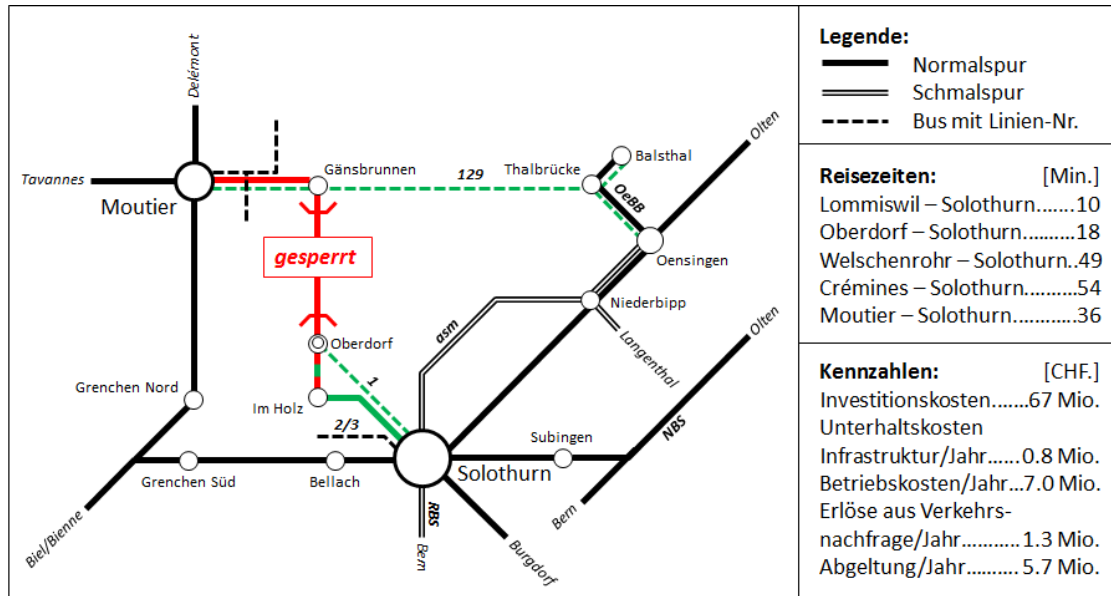 Delémont
Tavannes
Moutier
Gänsbrunnen
129
Thalbrücke
Balsthal
Olten
OeBB
gesperrt
Oensingen
Niederbipp
asm
Langenthal
Olten
Oberdorf
1
Grenchen Nord
Im Holz
2/3
Subingen
NBS
Solothurn
Grenchen Süd
Bellach
RBS
Bern
Biel/Bienne
Bern
Burgdorf
Legende:
Normalspur
Schmalspur
Bus mit Linien-Nr.
Reisezeiten: [Min.]
Lommiswil – Solothurn......10
Oberdorf – Solothurn.........18
Welschenrohr – Solothurn..49
Crémines – Solothurn.........54
Moutier – Solothurn...........36
Kennzahlen: [CHF.]
Investitionskosten.......67 Mio.
Unterhaltskosten
Infrastruktur/Jahr......0.8 Mio.
Betriebskosten/Jahr..7.0 Mio.
Erlöse aus Verkehrs-
nachfrage/Jahr...........1.3 Mio.
Abgeltung/Jahr..........5.7 Mio.